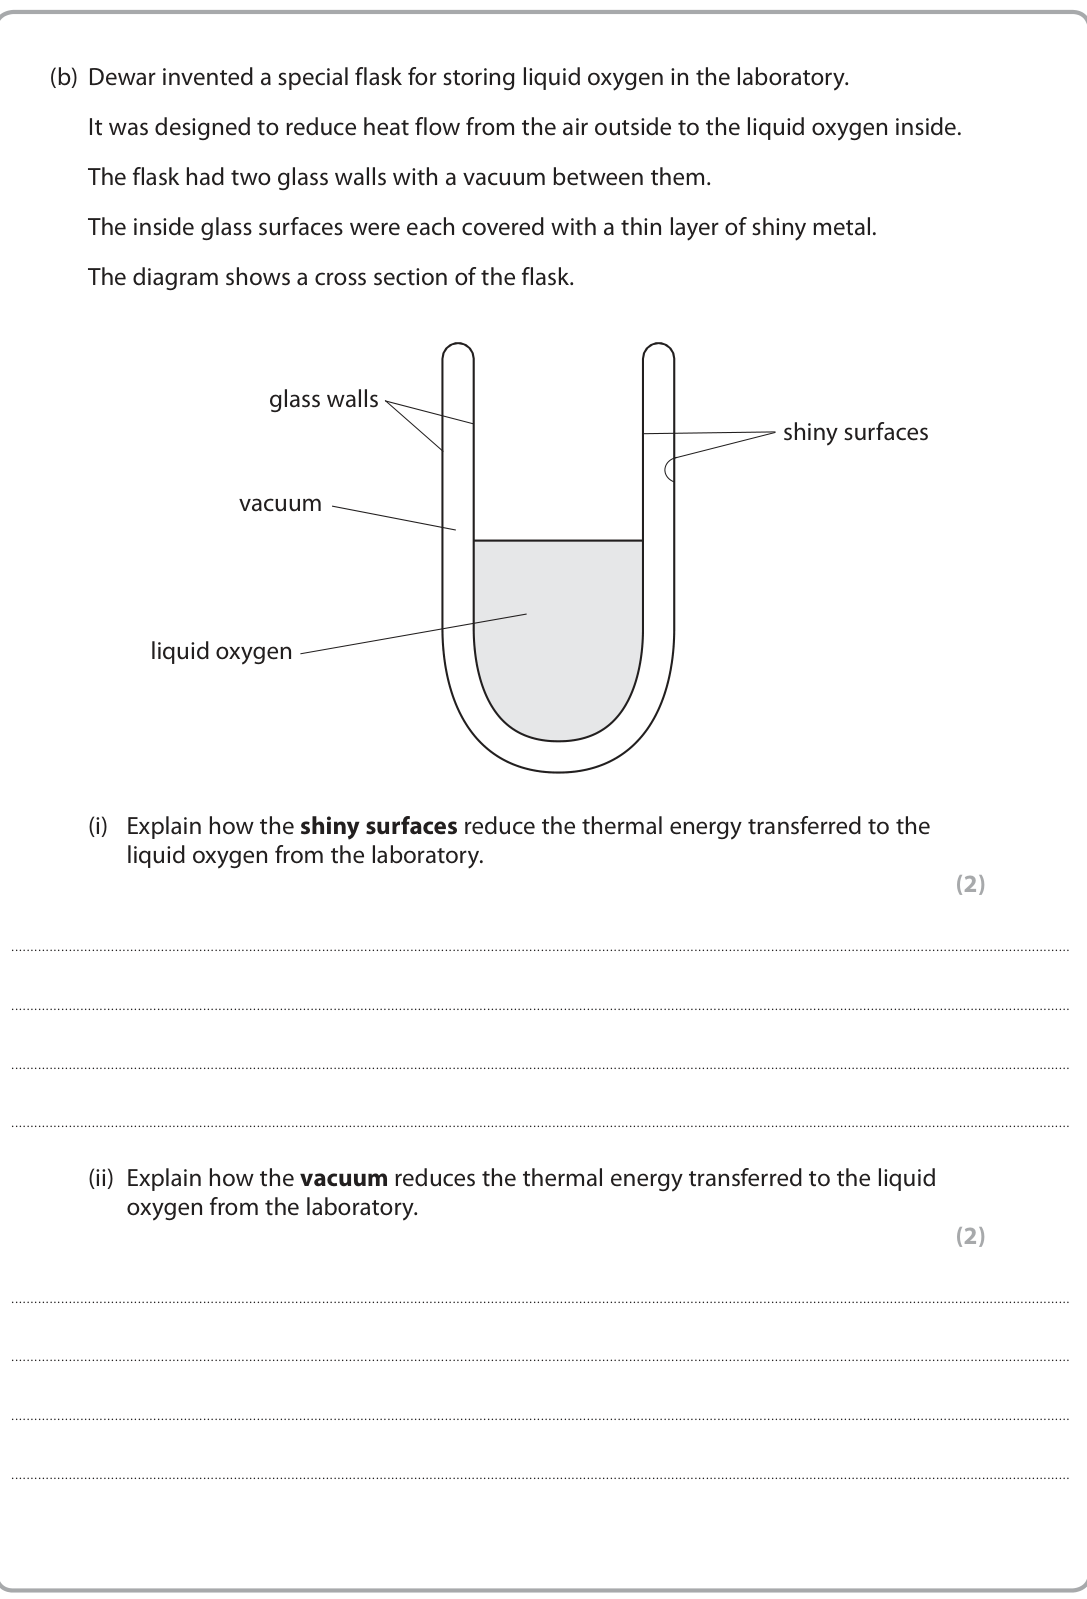 (b) Dewar invented a special flask for storing liquid oxygen in the laboratory.
It was designed to reduce heat flow from the air outside to the liquid oxygen inside.
The flask had two glass walls with a vacuum between them.
The inside glass surfaces were each covered with a thin layer of shiny metal.
The diagram shows a cross section of the flask.
glass walls
shiny surfaces
vacuum
liquid oxygen
(i) Explain how the shiny surfaces reduce the thermal energy transferred to the
liquid oxygen from the laboratory.
(2)
(ii) Explain how the vacuum reduces the thermal energy transferred to the liquid
oxygen from the laboratory.
(2)